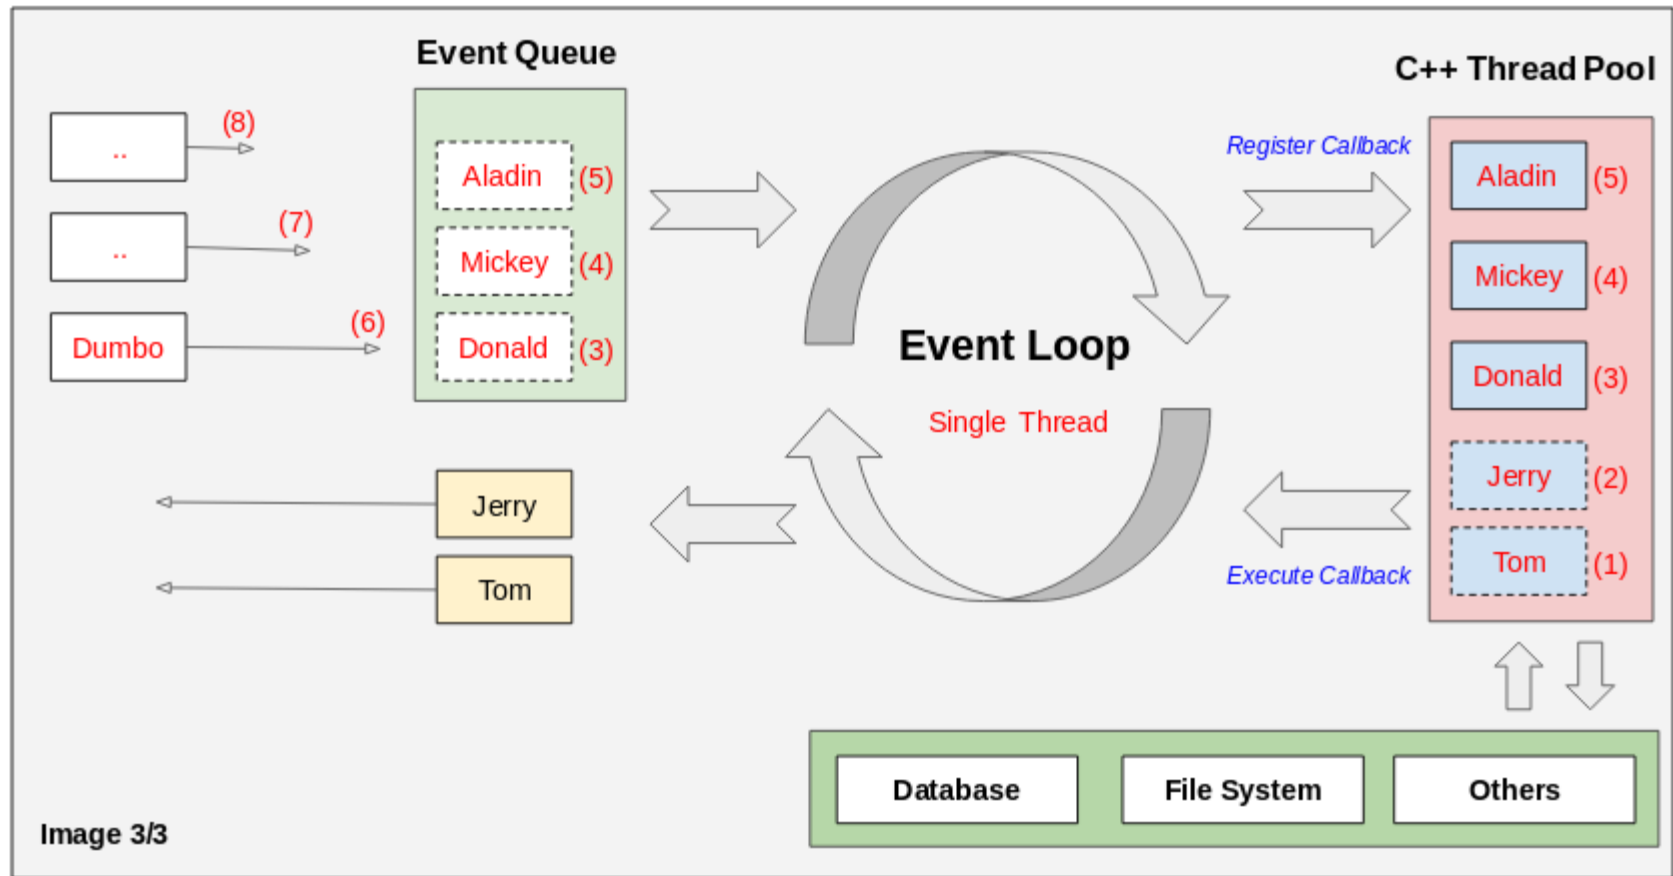 Event Queue
C++ Thread Pool
..
(8)
Aladin (5)
Register Callback
Aladin (5)
..
(7)
Mickey (4)
Mickey (4)
Dumbo
(6)
Donald (3)
Event Loop
Donald (3)
Single Thread
Jerry
Jerry (2)
Tom
Execute Callback
Tom (1)
Database
File System
Others
Image 3/3